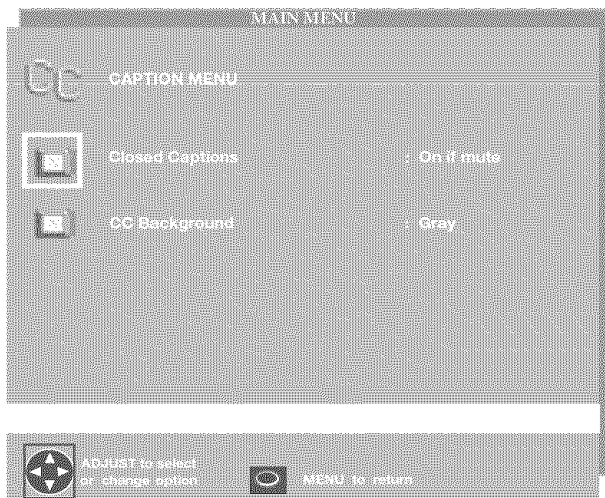 MAIN MENU
CC
CAPTION MENU
Closed Captions : On if mute
CC Background : Gray
ADJUST to select
or change option
MENU to return